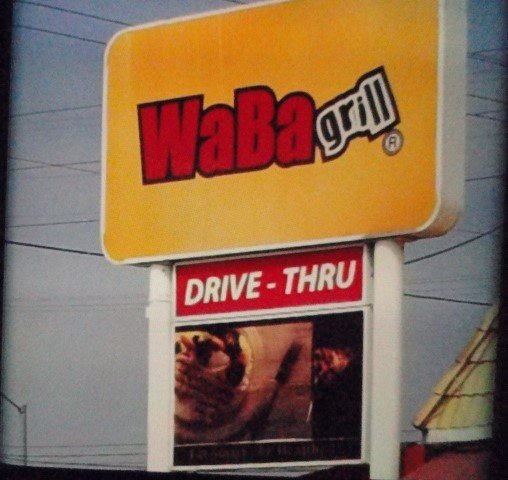 WaBa grill ®
DRIVE - THRU